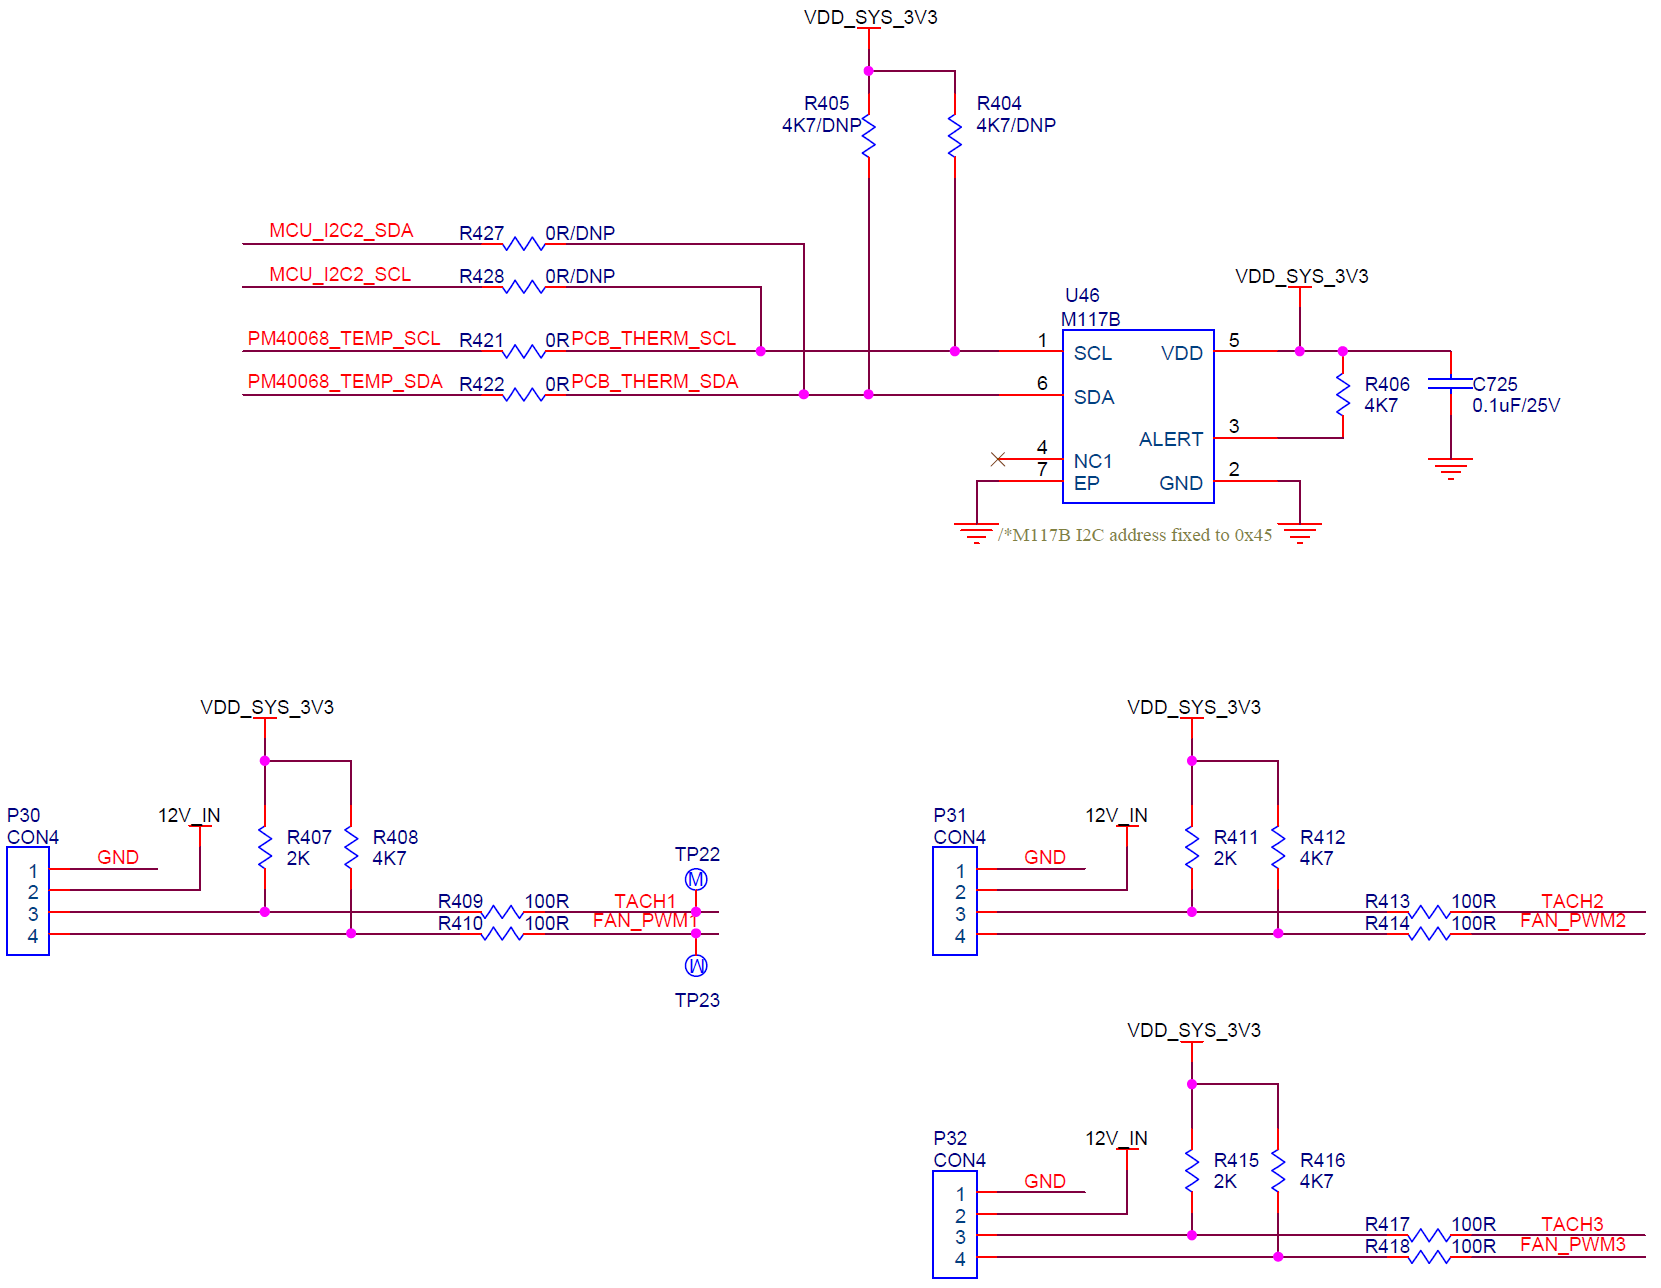 VDD_SYS_3V3
R405
4K7/DNP
R404
4K7/DNP
MCU_I2C2_SDA
R427
0R/DNP
MCU_I2C2_SCL
R428
0R/DNP
PM40068_TEMP_SCL
R421
0R
PCB_THERM_SCL
PM40068_TEMP_SDA
R422
0R
PCB_THERM_SDA
U46
M117B
1
SCL
6
SDA
4
NC1
7
EP
VDD
5
ALERT
3
GND
2
VDD_SYS_3V3
R406
4K7
C725
0.1uF/25V
/*M117B I2C address fixed to 0x45
VDD_SYS_3V3
P30
CON4
12V_IN
GND
1
2
3
4
R407
2K
R408
4K7
R409
100R
TACH1
R410
100R
FAN_PWM1
TP22
M
W
TP23
VDD_SYS_3V3
P31
CON4
12V_IN
GND
1
2
3
4
R411
2K
R412
4K7
R413
100R
TACH2
R414
100R
FAN_PWM2
VDD_SYS_3V3
P32
CON4
12V_IN
GND
1
2
3
4
R415
2K
R416
4K7
R417
100R
TACH3
R418
100R
FAN_PWM3